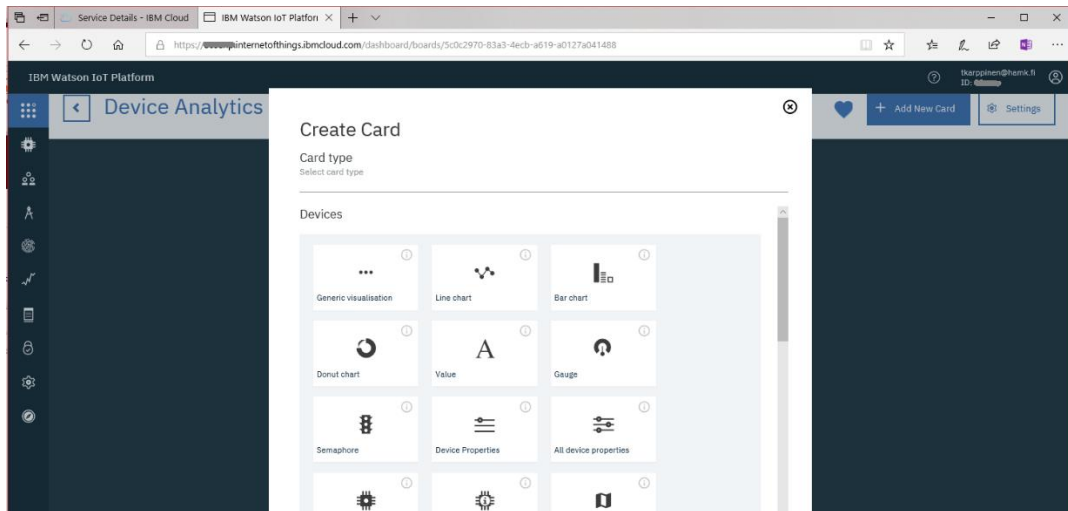 Service Details - IBM Cloud
IBM Watson IoT Platform
https://internetofthings.ibmcloud.com/dashboard/boards/5c0c2970-83a3-4ecb-a619-a0127a041488
IBM Watson IoT Platform
tkarppinen@hamk.fi
ID:
Device Analytics
Add New Card
Settings
Create Card
Card type
Select card type
Devices
Generic visualisation
Line chart
Bar chart
Donut chart
A
Value
Gauge
Semaphore
Device Properties
All device properties